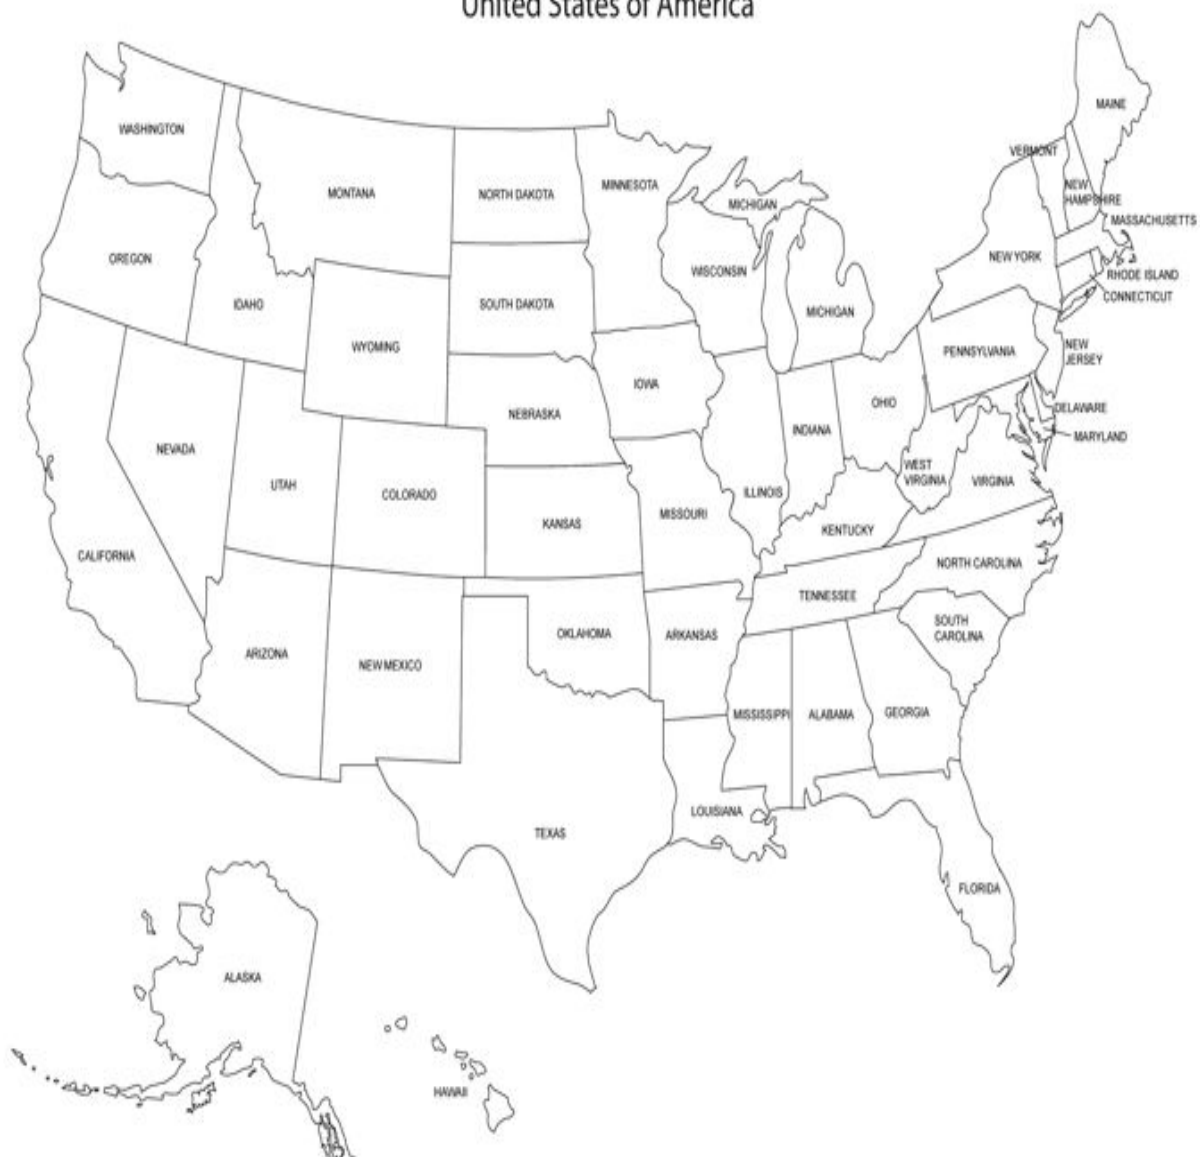 United States of America
MAINE
WASHINGTON
VERMONT
MONTANA
NORTH DAKOTA
MINNESOTA
NEW
HAMPSHIRE
MICHIGAN
MASSACHUSETTS
OREGON
NEW YORK
WISCONSIN
RHODE ISLAND
IDAHO
SOUTH DAKOTA
CONNECTICUT
MICHIGAN
WYOMING
PENNSYLVANIA
NEW
JERSEY
IOWA
OHIO
DELAWARE
NEBRASKA
INDIANA
MARYLAND
NEVADA
WEST
VIRGINIA
UTAH
COLORADO
ILLINOIS
VIRGINIA
KANSAS
MISSOURI
KENTUCKY
CALIFORNIA
NORTH CAROLINA
TENNESSEE
OKLAHOMA
ARKANSAS
SOUTH
CAROLINA
ARIZONA
NEW MEXICO
MISSISSIPPI
ALABAMA
GEORGIA
LOUISIANA
TEXAS
FLORIDA
ALASKA
HAWAII